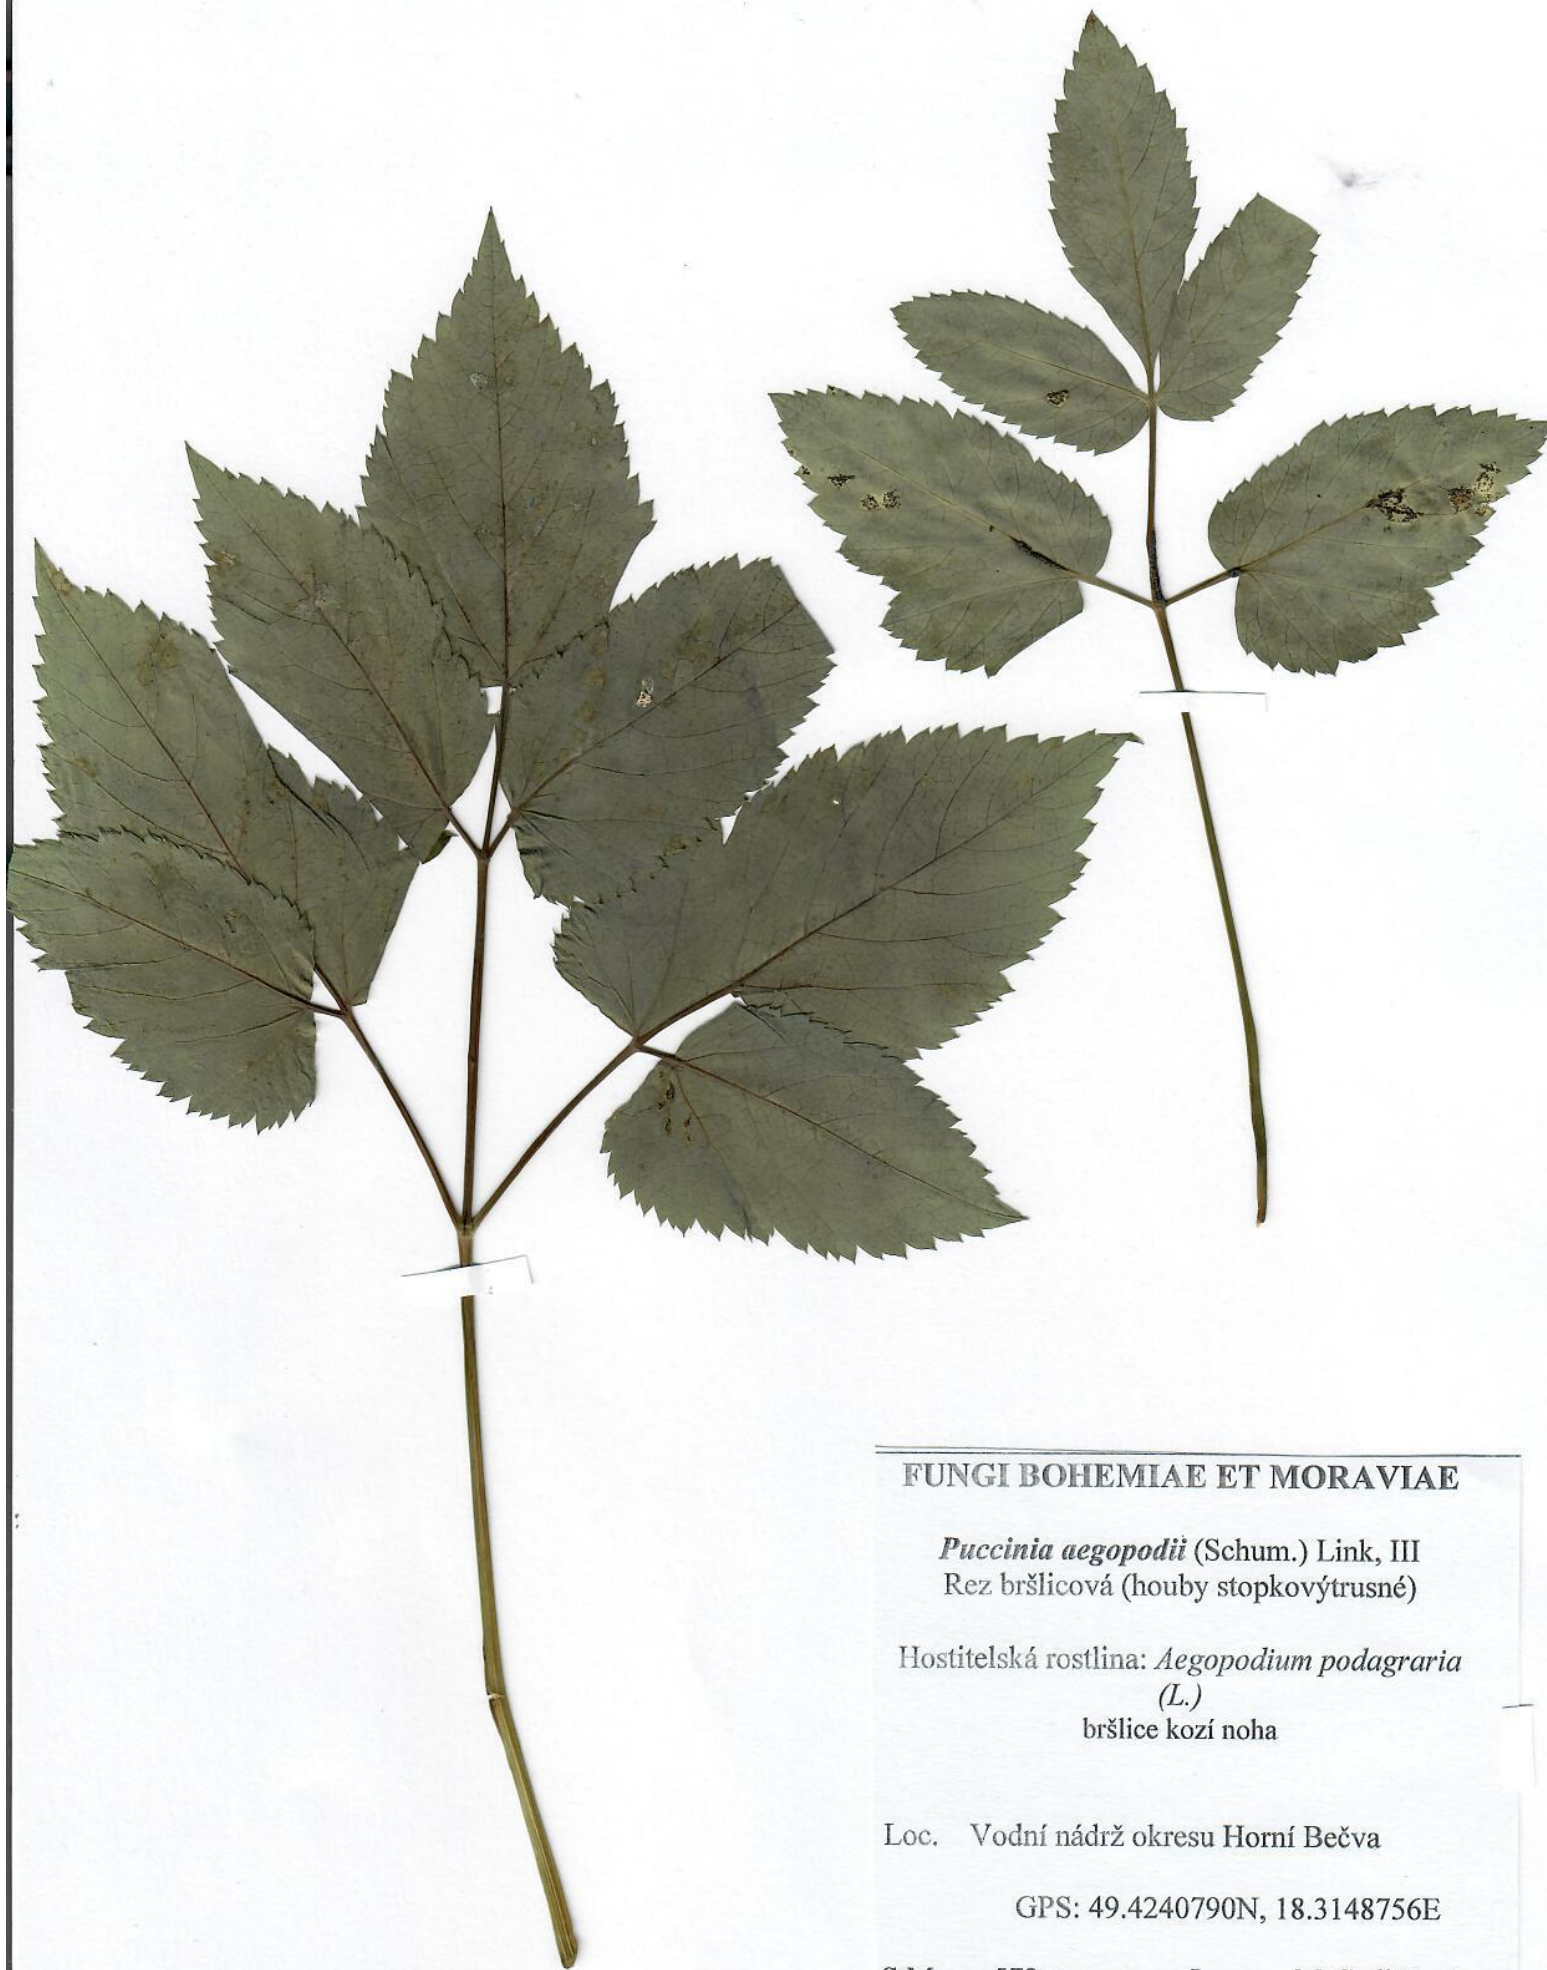 FUNGI BOHEMIAE ET MORAVIAE
Puccinia aegopodii (Schum.) Link, III
Rez bršlicová (houby stopkovýtrusné)
Hostitelská rostlina: Aegopodium podagraria
(L.)
bršlice kozí noha
Loc. Vodní nádrž okresu Horní Bečva
GPS: 49.4240790N, 18.3148756E